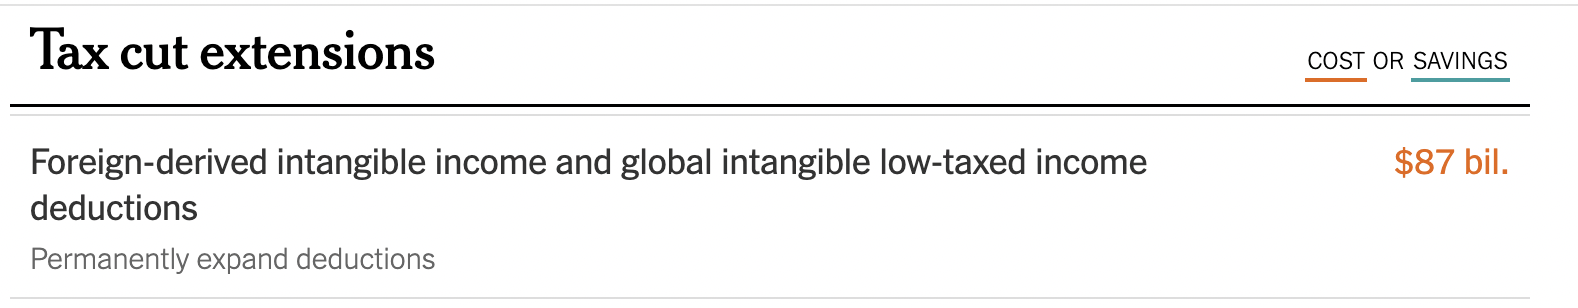 Tax cut extensions
COST OR SAVINGS
Foreign-derived intangible income and global intangible low-taxed income
$87 bil.
deductions
Permanently expand deductions